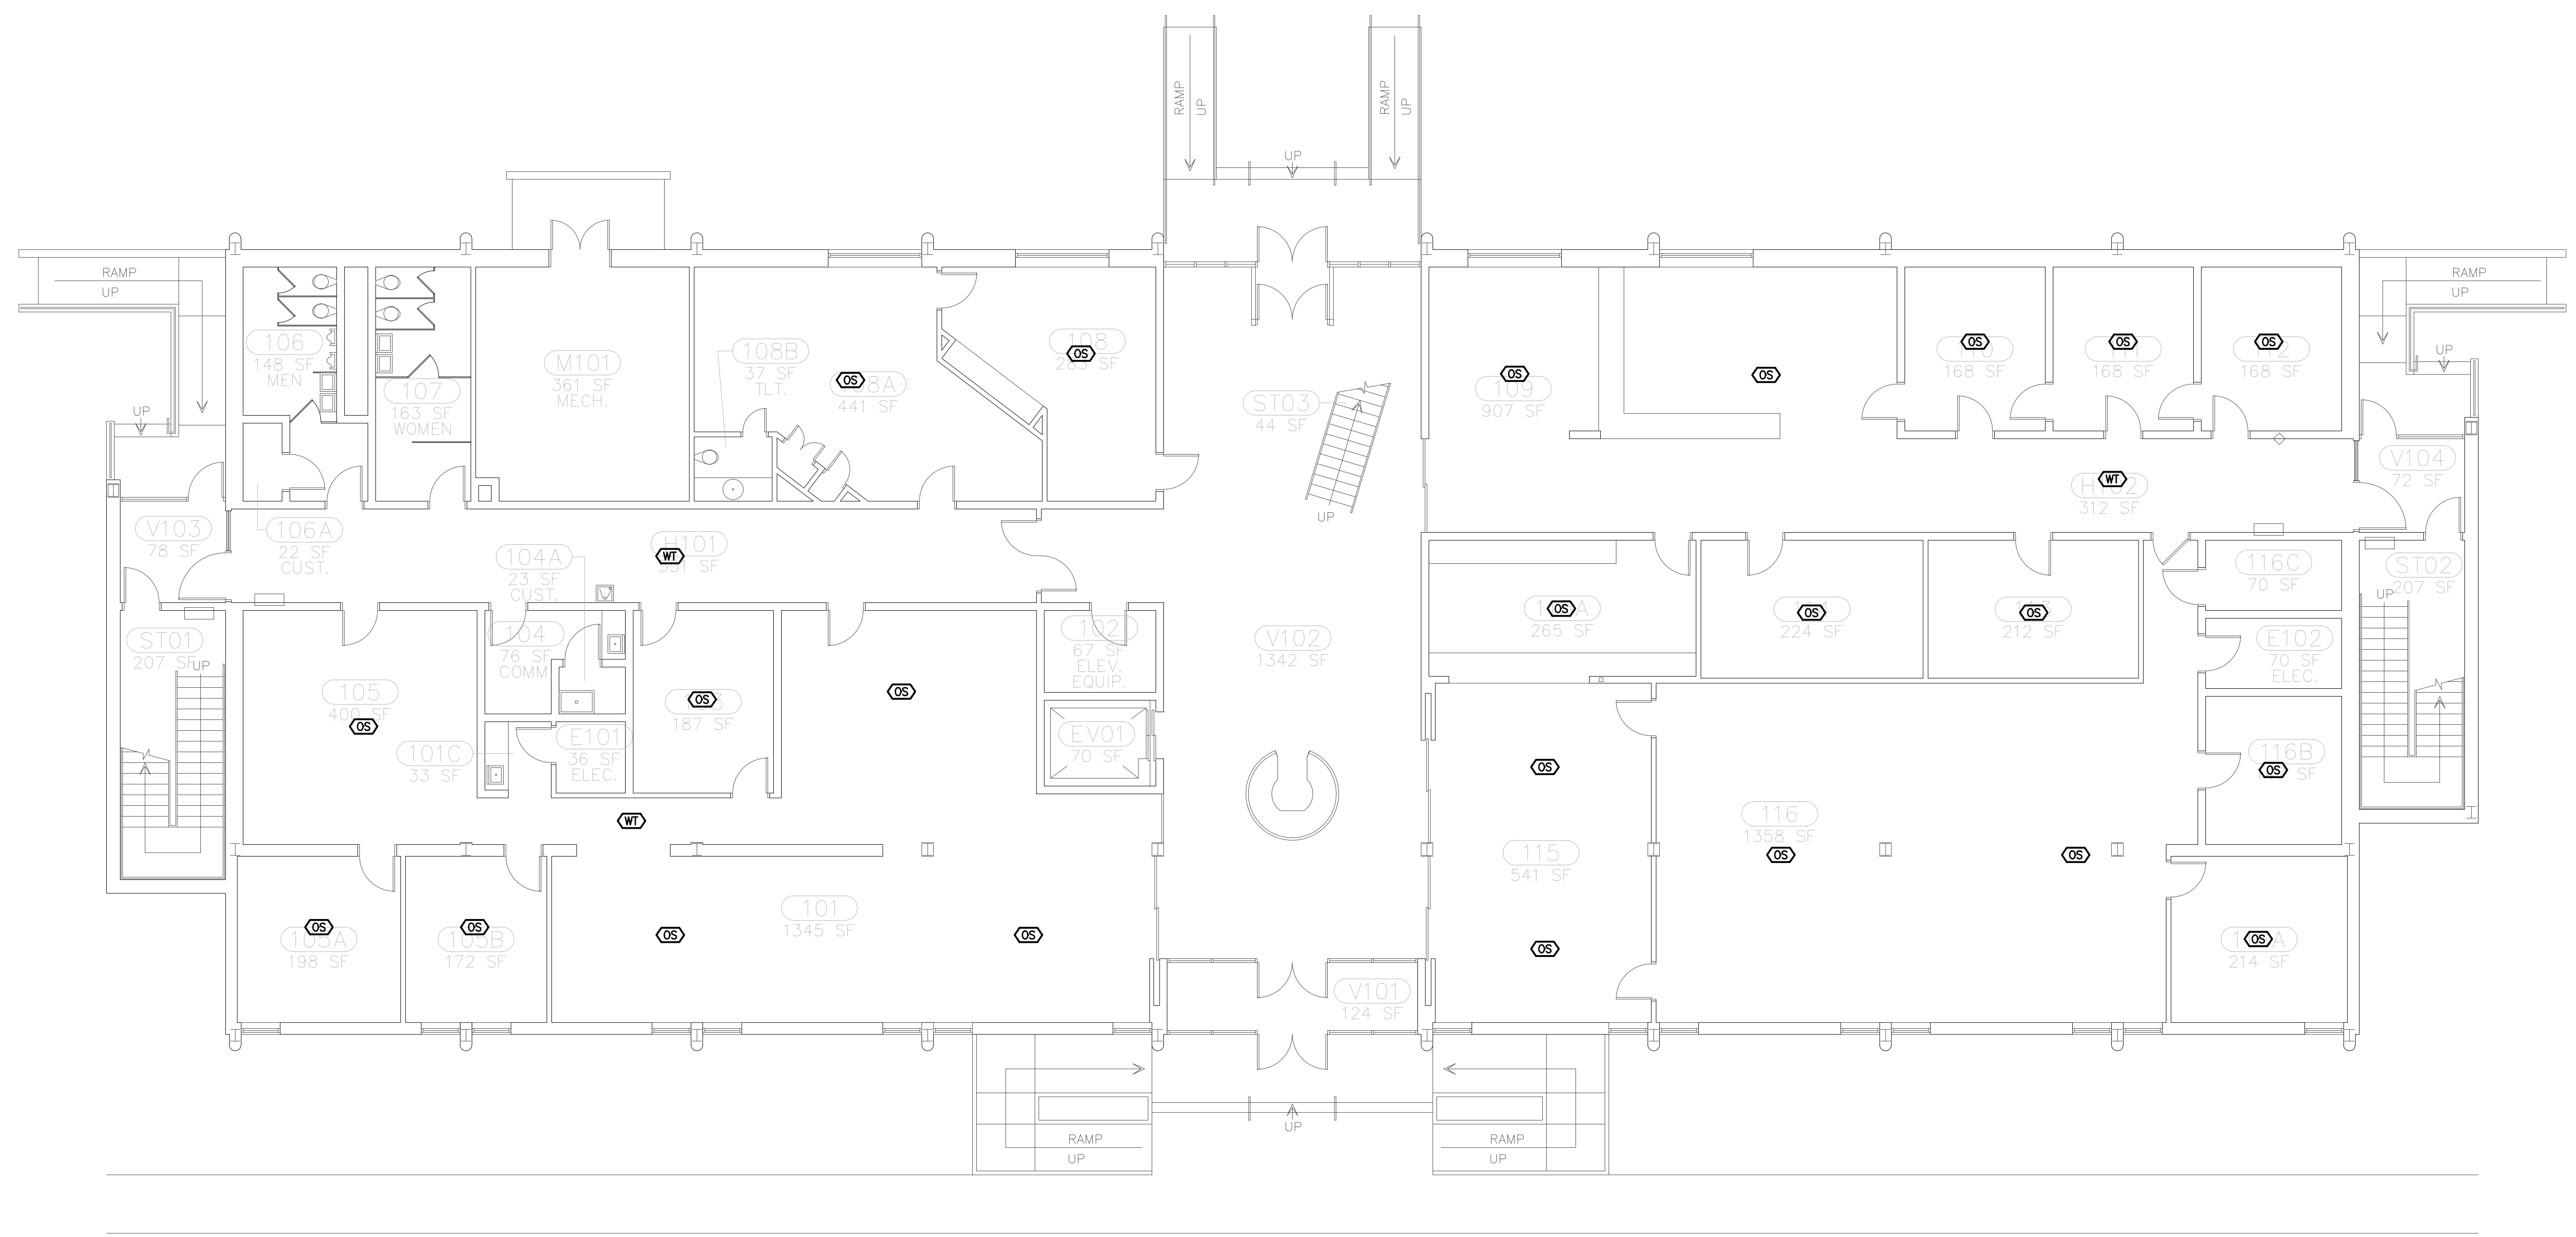 RAMP
UP
RAMP
UP
UP
RAMP
UP
RAMP
UP
106
148 SF
MEN
107
163 SF
WOMEN
M101
361 SF
MECH.
108B
37 SF
TLT.
OS
441 SF
108
OS
ST03
44 SF
UP
OS
109
907 SF
OS
OS
168 SF
OS
168 SF
OS
112
168 SF
UP
UP
V103
78 SF
106A
22 SF
CUST.
104A
23 SF
CUST.
H101
WT
V104
72 SF
WT
312 SF
ST01
207 SF
UP
105
400 SF
OS
104
76 SF
COMM
101C
33 SF
E101
36 SF
ELEC.
OS
187 SF
OS
102
67 SF
ELEV.
EQUIP.
EV01
70 SF
V102
1342 SF
OS
265 SF
OS
224 SF
OS
212 SF
116C
70 SF
E102
70 SF
ELEC.
ST02
207 SF
UP
116B
OS
SF
WT
OS
105A
198 SF
OS
105B
172 SF
OS
101
1345 SF
OS
OS
115
541 SF
OS
116
1358 SF
OS
OS
OS
214 SF
V101
124 SF
RAMP
UP
UP
RAMP
UP